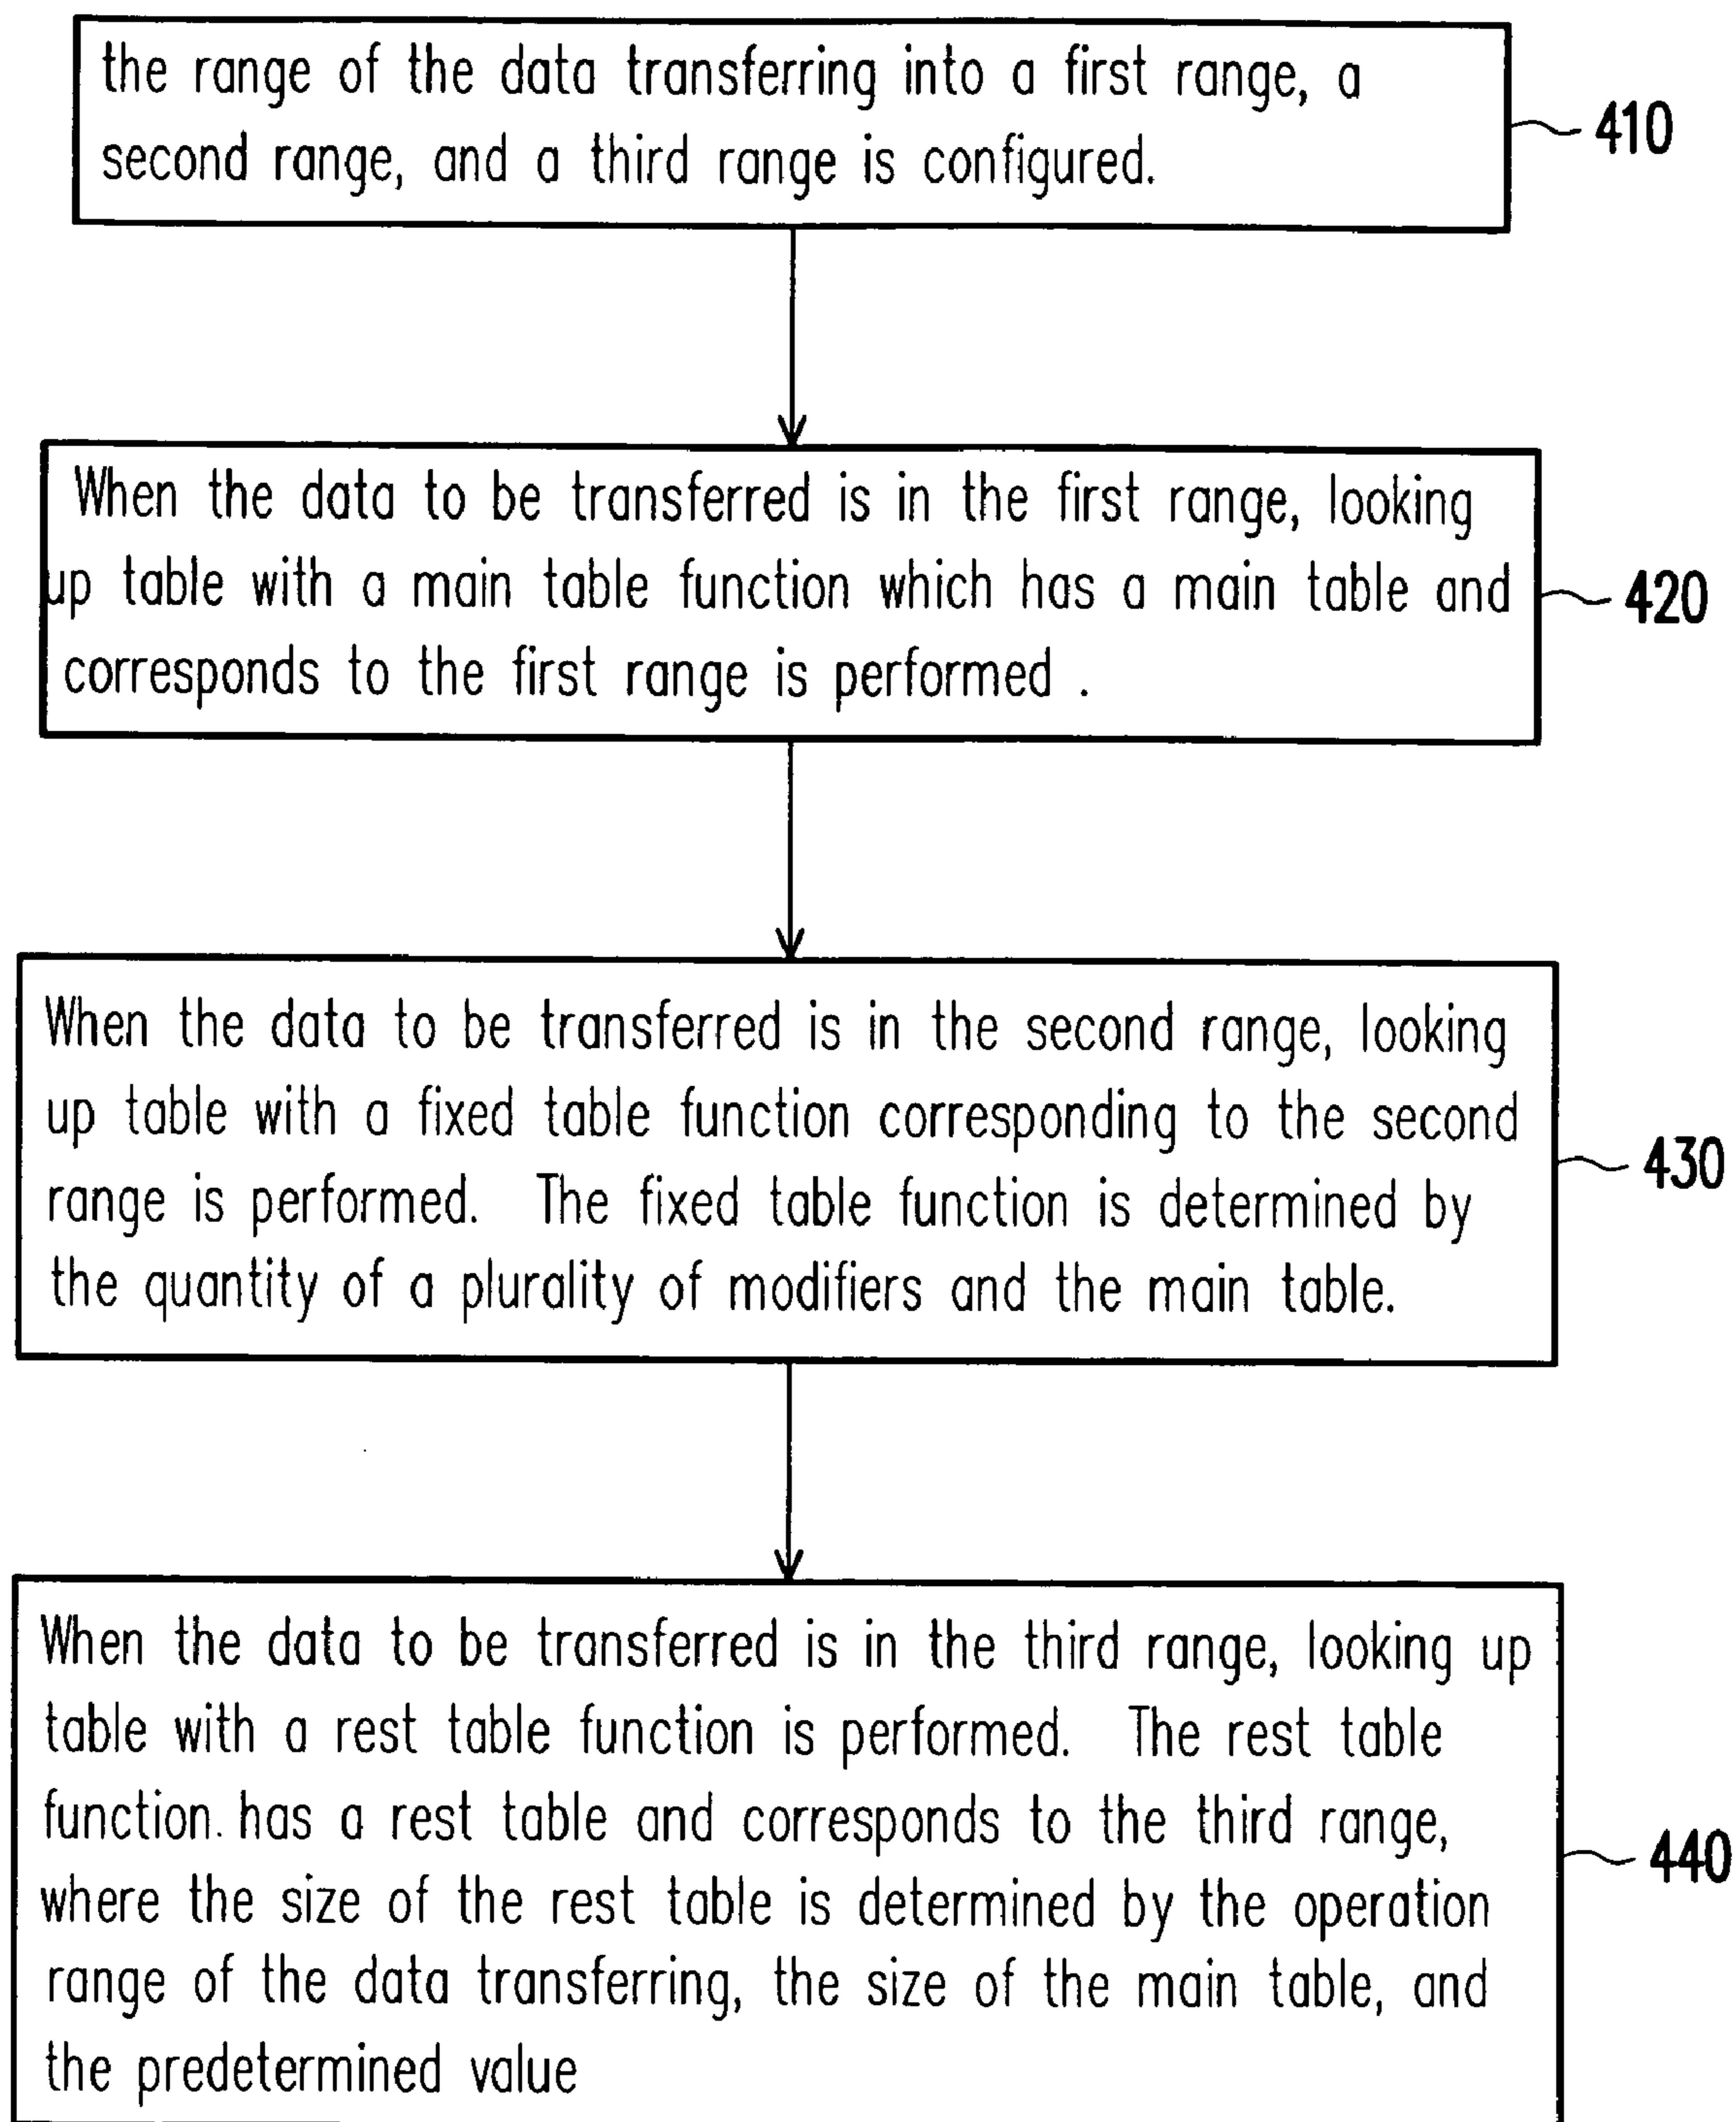 the range of the data transferring into a first range, a
second range, and a third range is configured.
410
When the data to be transferred is in the first range, looking
up table with a main table function which has a main table and
corresponds to the first range is performed .
420
When the data to be transferred is in the second range, looking
up table with a fixed table function corresponding to the second
range is performed. The fixed table function is determined by
the quantity of a plurality of modifiers and the main table.
430
When the data to be transferred is in the third range, looking up
table with a rest table function is performed. The rest table
function. has a rest table and corresponds to the third range,
where the size of the rest table is determined by the operation
range of the data transferring, the size of the main table, and
the predetermined value
440